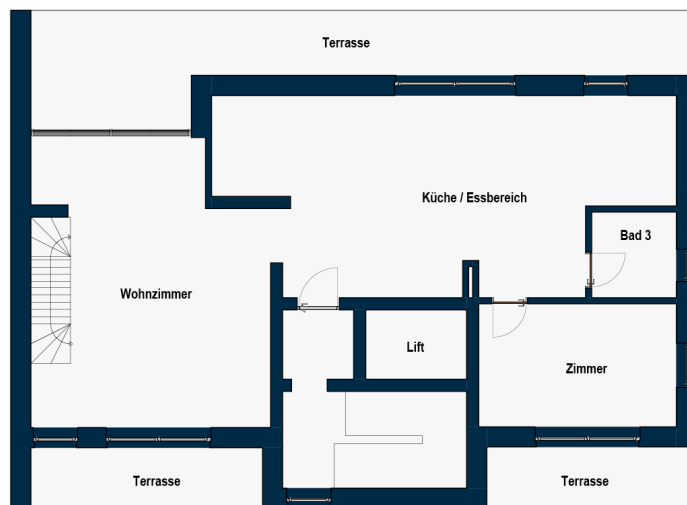 Terrasse
Küche / Essbereich
Bad 3
Wohnzimmer
Lift
Zimmer
Terrasse
Terrasse